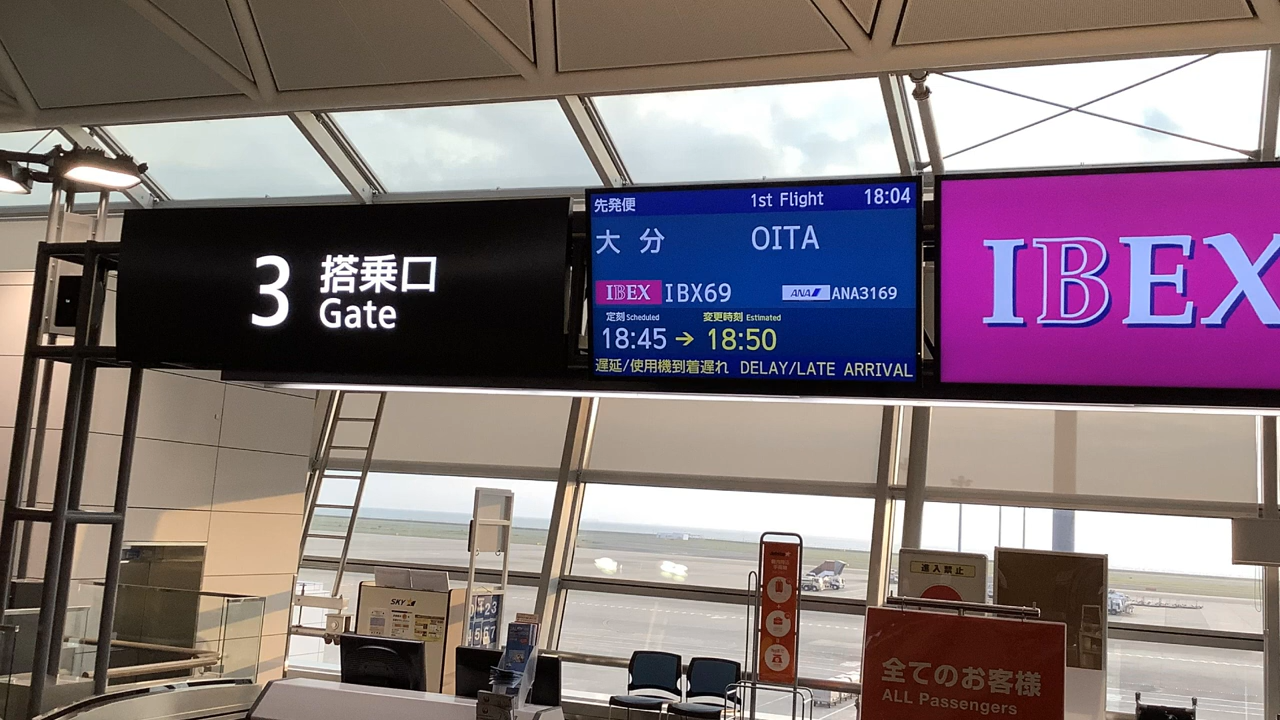 3 搭乗口
Gate
先発便 1st Flight 18:04
大分 OITA
IBEX IBX69 ANA ANA3169
定刻 Scheduled 変更時刻 Estimated
18:45 → 18:50
遅延/使用機到着遅れ DELAY/LATE ARRIVAL
IBEX
SKY
進入禁止
全てのお客様
ALL Passengers